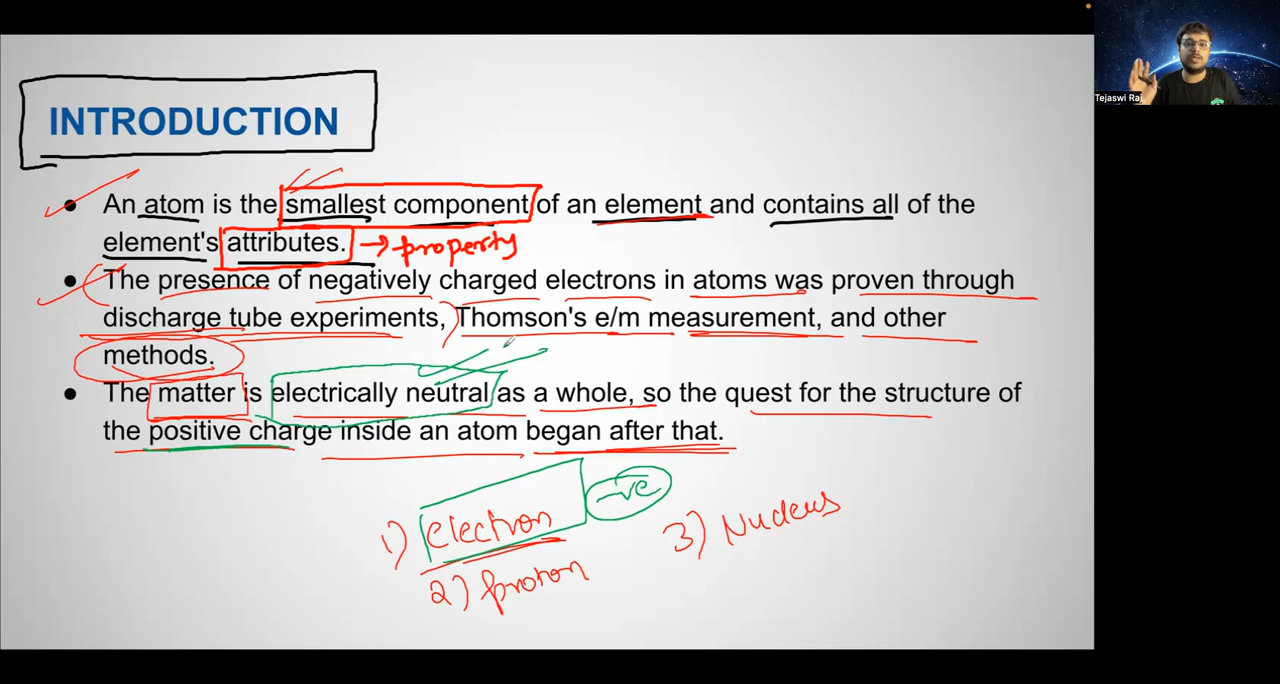 Tejaswi Raj
INTRODUCTION
● An atom is the smallest component of an element and contains all of the
element's attributes. → property
● The presence of negatively charged electrons in atoms was proven through
discharge tube experiments, Thomson's e/m measurement, and other
methods.
● The matter is electrically neutral as a whole, so the quest for the structure of
the positive charge inside an atom began after that.
1) electron -ve
2) proton
3) Nucleus